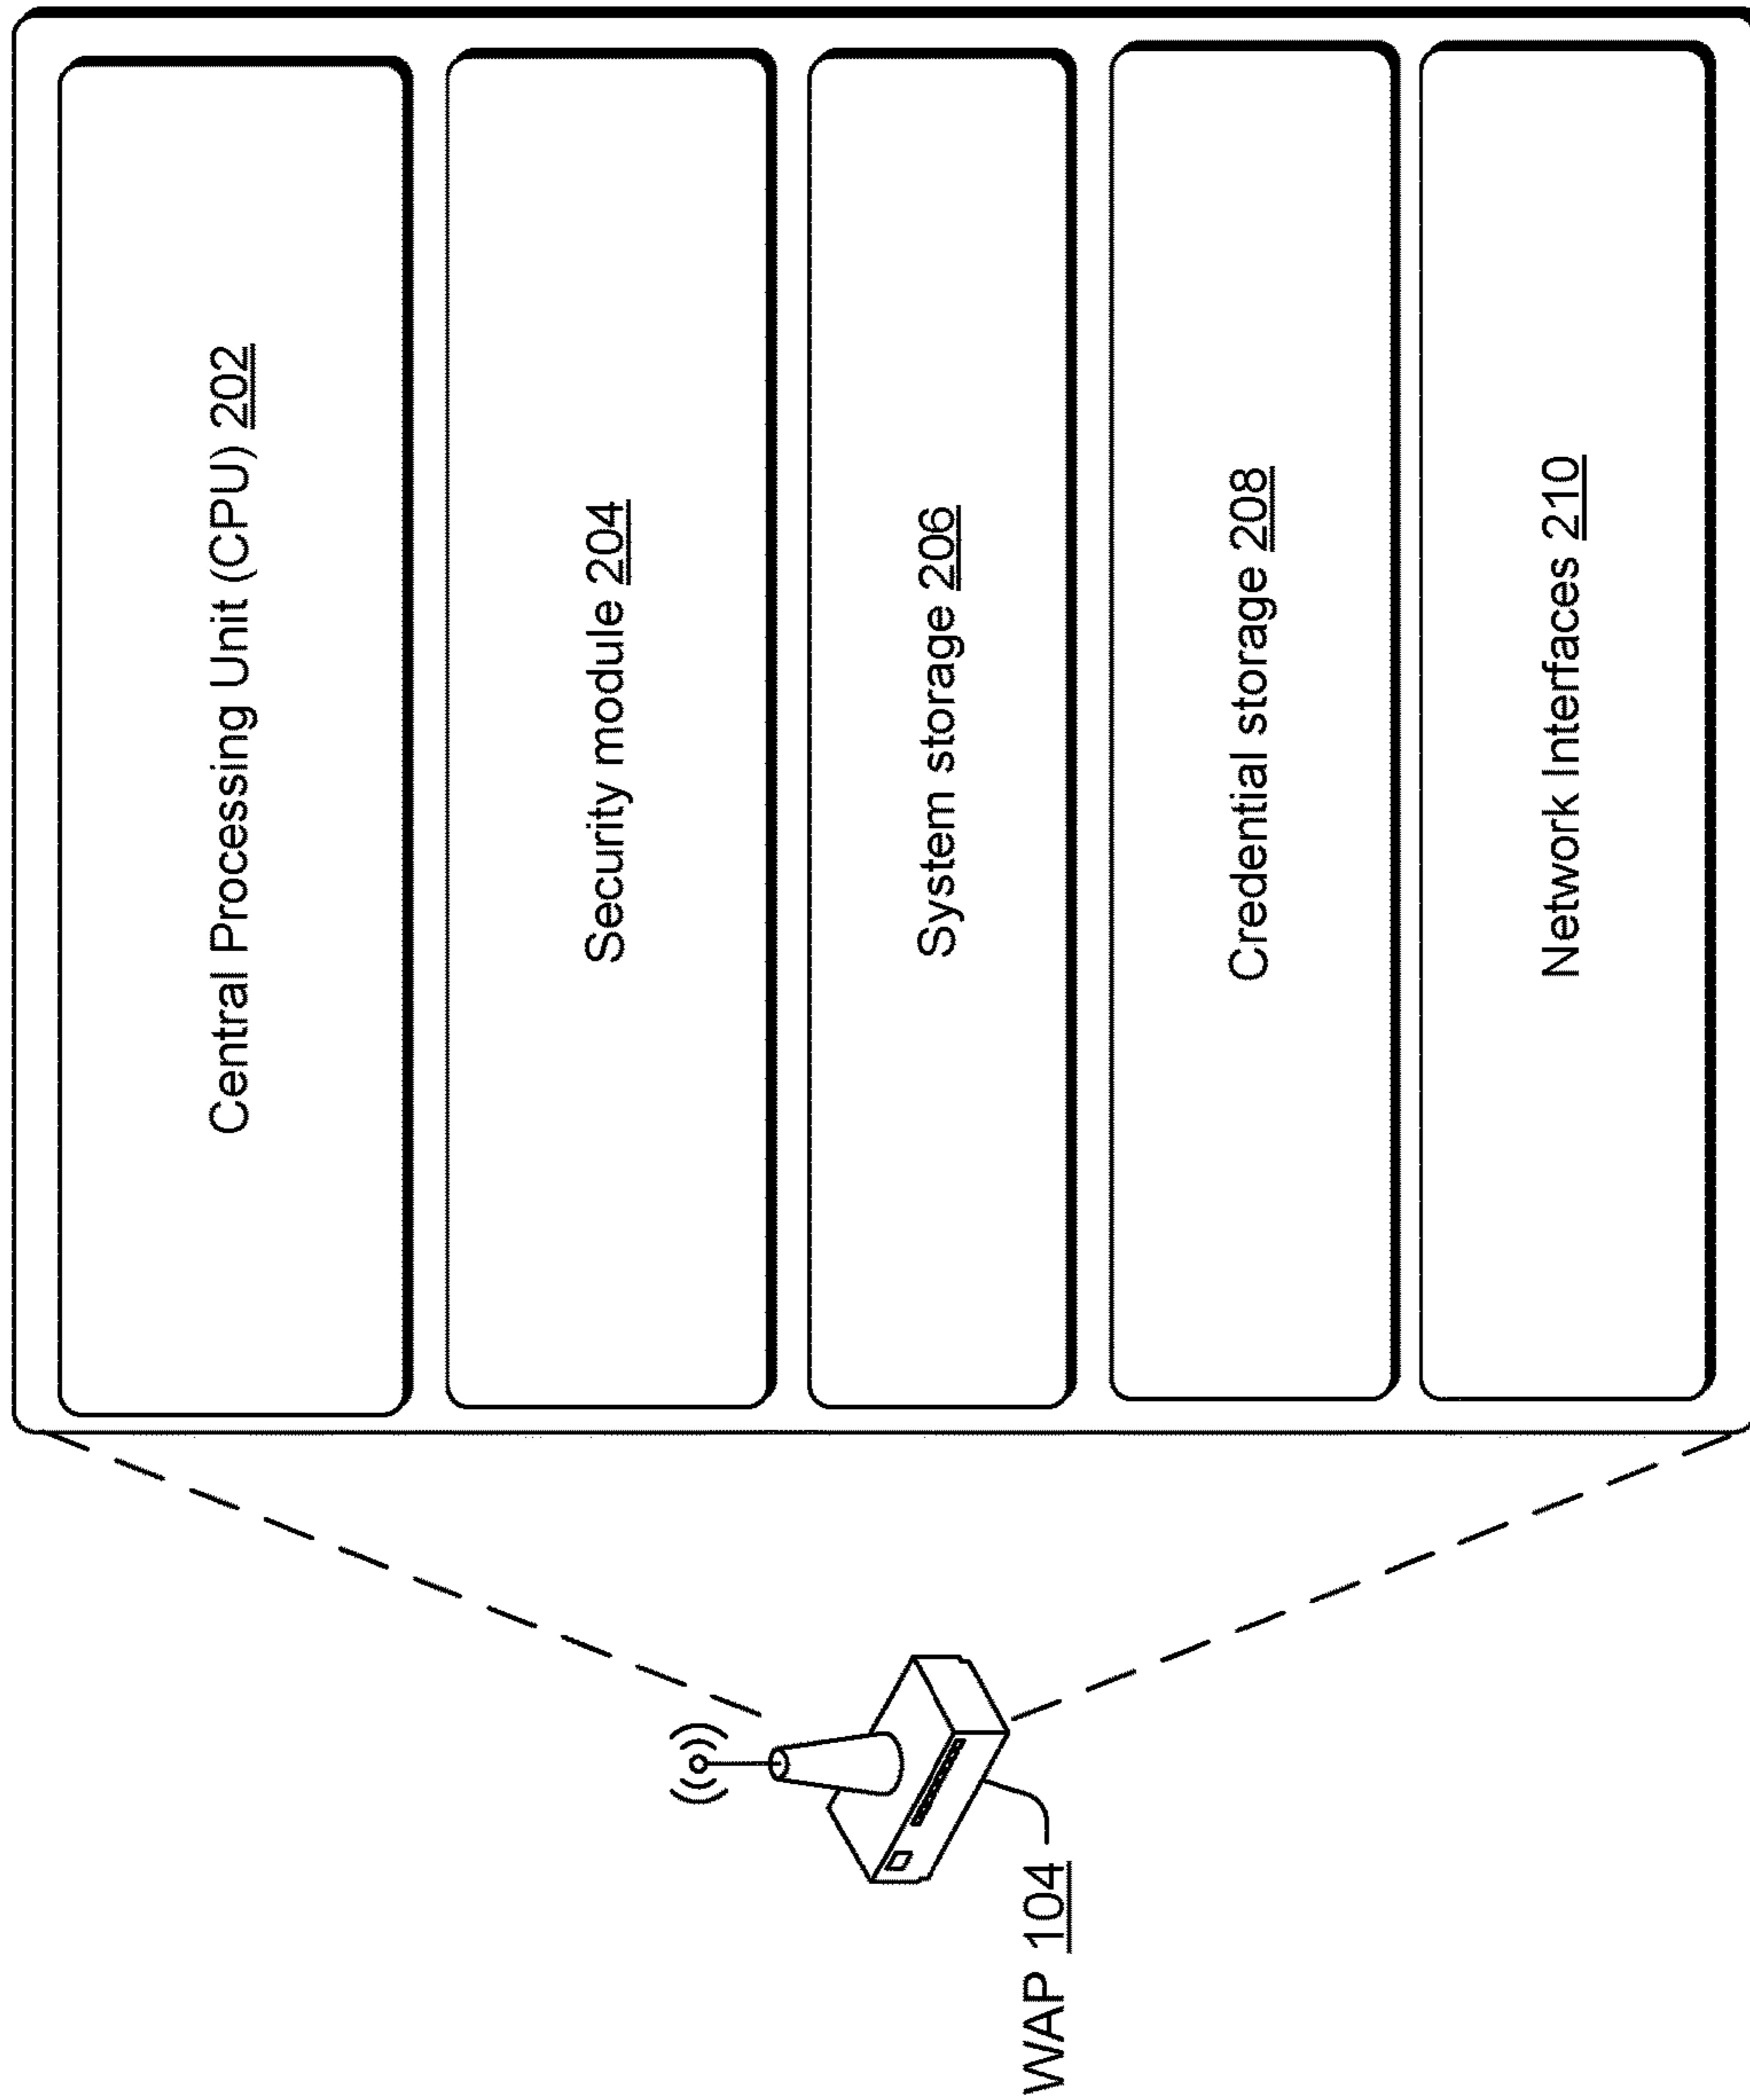 Central Processing Unit (CPU) 202
Security module 204
System storage 206
Credential storage 208
Network Interfaces 210
WAP 104